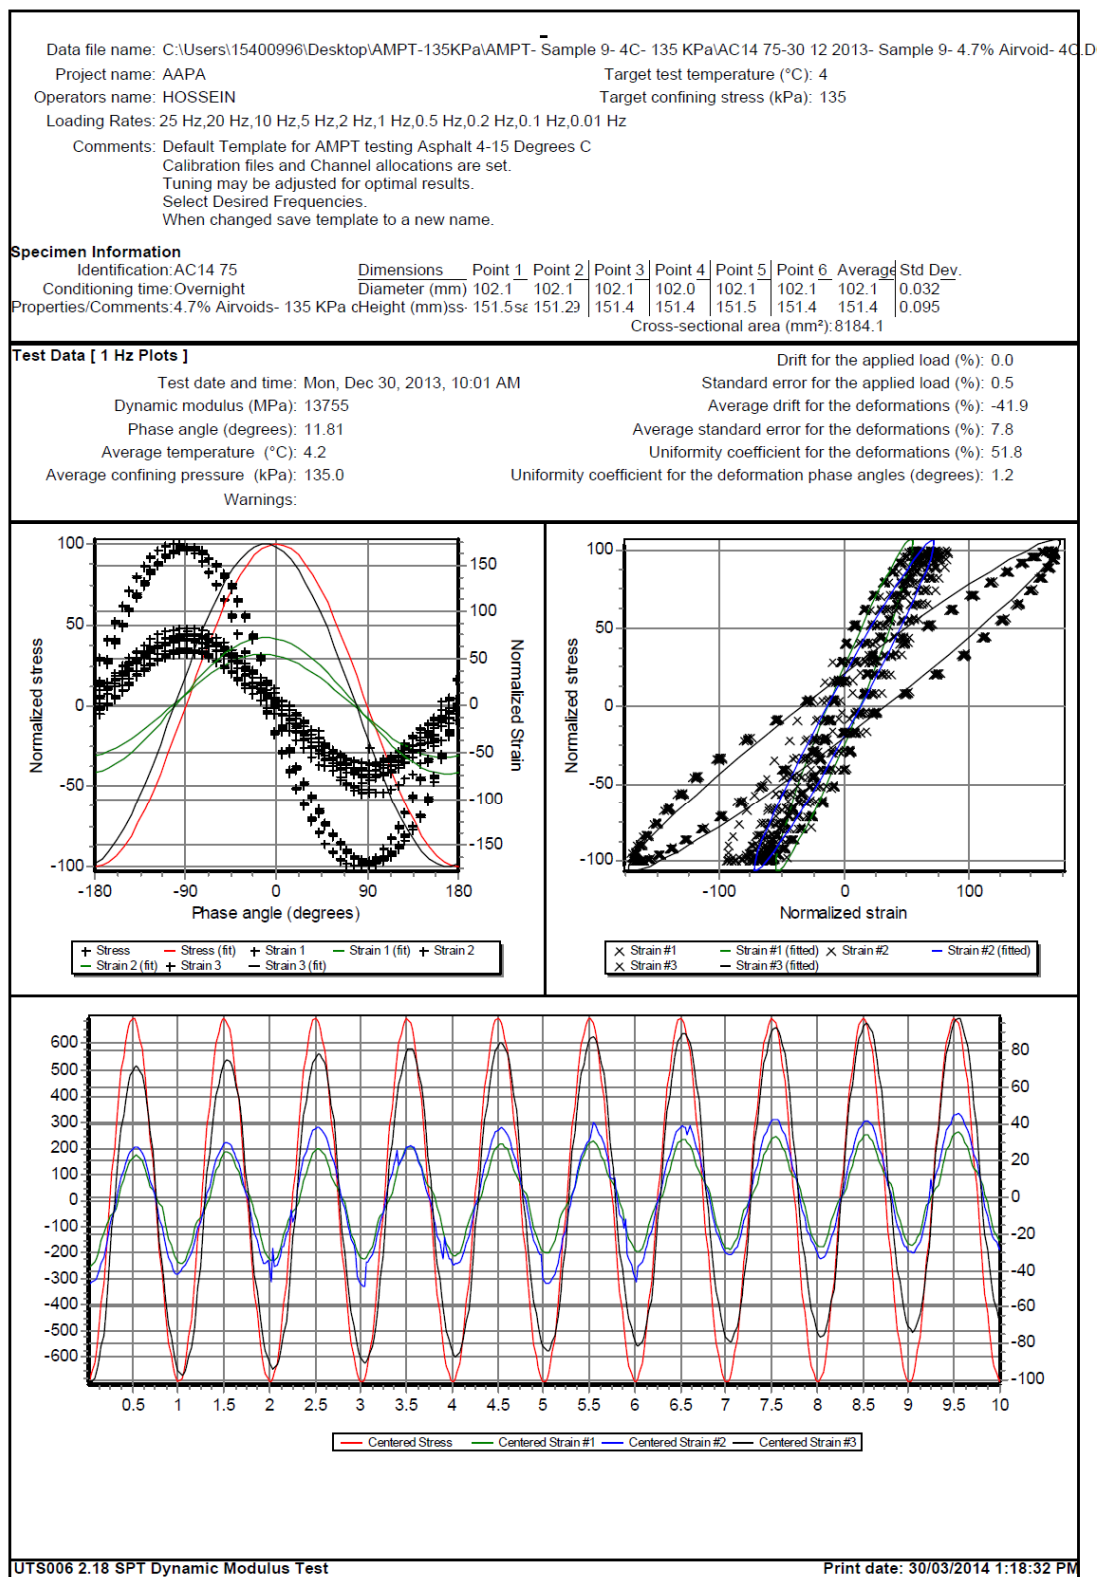 Data file name: C:\Users\15400996\Desktop\AMPT-135KPa\AMPT- Sample 9- 4C- 135 KPa\AC14 75-30 12 2013- Sample 9- 4.7% Airvoid- 4C.D
Project name: AAPA Target test temperature (°C): 4
Operators name: HOSSEIN Target confining stress (kPa): 135
Loading Rates: 25 Hz,20 Hz,10 Hz,5 Hz,2 Hz,1 Hz,0.5 Hz,0.2 Hz,0.1 Hz,0.01 Hz
Comments: Default Template for AMPT testing Asphalt 4-15 Degrees C
Calibration files and Channel allocations are set.
Tuning may be adjusted for optimal results.
Select Desired Frequencies.
When changed save template to a new name.
Specimen Information
Identification: AC14 75 Dimensions Point 1 Point 2 Point 3 Point 4 Point 5 Point 6 Average Std Dev.
Conditioning time: Overnight Diameter (mm) 102.1 102.1 102.1 102.0 102.1 102.1 102.1 0.032
Properties/Comments: 4.7% Airvoids- 135 KPa Height (mm) 151.5 151.2 151.4 151.4 151.5 151.4 151.4 0.095
Cross-sectional area (mm²): 8184.1
Test Data [ 1 Hz Plots ] Drift for the applied load (%): 0.0
Test date and time: Mon, Dec 30, 2013, 10:01 AM Standard error for the applied load (%): 0.5
Dynamic modulus (MPa): 13755 Average drift for the deformations (%): -41.9
Phase angle (degrees): 11.81 Average standard error for the deformations (%): 7.8
Average temperature (°C): 4.2 Uniformity coefficient for the deformations (%): 51.8
Average confining pressure (kPa): 135.0 Uniformity coefficient for the deformation phase angles (degrees): 1.2
Warnings:
Normalized stress
100
50
0
-50
-100
150
100
50
0
-50
-100
-150
Normalized Strain
-180 -90 0 90 180
Phase angle (degrees)
Stress Stress (fit) Strain 1 Strain 1 (fit) Strain 2
Strain 2 (fit) Strain 3 Strain 3 (fit)
Normalized stress
100
50
0
-50
-100
-100 0 100
Normalized strain
Strain #1 Strain #1 (fitted) Strain #2 Strain #2 (fitted)
Strain #3 Strain #3 (fitted)
600
500
400
300
200
100
0
-100
-200
-300
-400
-500
-600
80
60
40
20
0
-20
-40
-60
-80
-100
0.5 1 1.5 2 2.5 3 3.5 4 4.5 5 5.5 6 6.5 7 7.5 8 8.5 9 9.5 10
Centered Stress Centered Strain #1 Centered Strain #2 Centered Strain #3
UTS006 2.18 SPT Dynamic Modulus Test Print date: 30/03/2014 1:18:32 PM